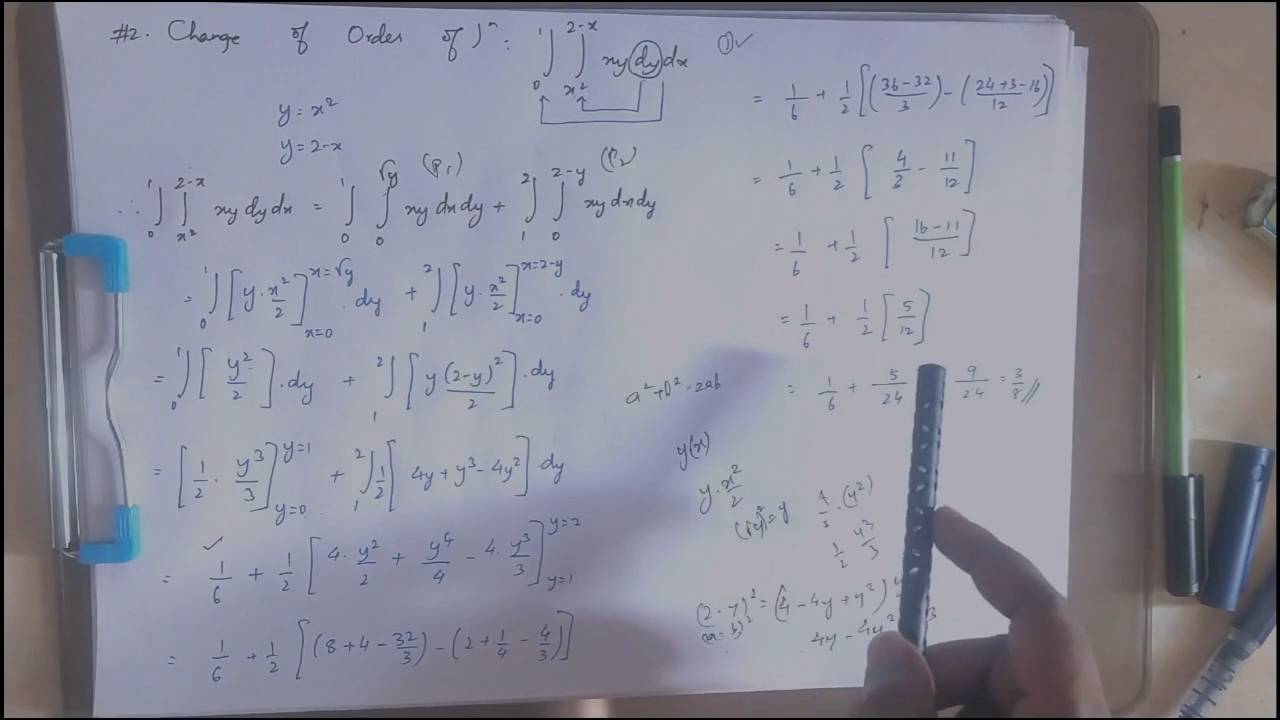 #2. Change of Order of ∫ⁿ: ∫₀¹ ∫_{x²}^{2-x} xy dy dx ① ✓
y = x²
y = 2-x
∴ ∫₀¹ ∫_{x²}^{2-x} xy dy dx = ∫₀¹ ∫₀^{√y} xy dx dy (R₁) + ∫₁² ∫₀^{2-y} xy dx dy (R₂)
= ∫₀¹ [y·x²/2]_{x=0}^{x=√y} · dy + ∫₁² [y·x²/2]_{x=0}^{x=2-y} · dy
= ∫₀¹ [y²/2] · dy + ∫₁² [y(2-y)²/2] · dy
= [1/2 · y³/3]_{y=0}^{y=1} + ∫₁² 1/2 [4y + y³ - 4y²] · dy
✓
= 1/6 + 1/2 [4·y²/2 + y⁴/4 - 4·y³/3]_{y=1}^{y=2}
= 1/6 + 1/2 [(8+4-32/3) - (2+1/4-4/3)]
= 1/6 + 1/2 [((36-32)/3) - ((24+3-16)/12)]
= 1/6 + 1/2 [4/3 - 11/12]
= 1/6 + 1/2 [(16-11)/12]
= 1/6 + 1/2 [5/12]
= 1/6 + 5/24 9/24 = 3/8 //
a²+b²-2ab
y(x)
y·x²/2
(√y)² = y
·(y²)
1/2 y³/3
(2-y)² = (4-4y+y²)
(a-b)²
4y - 4y²